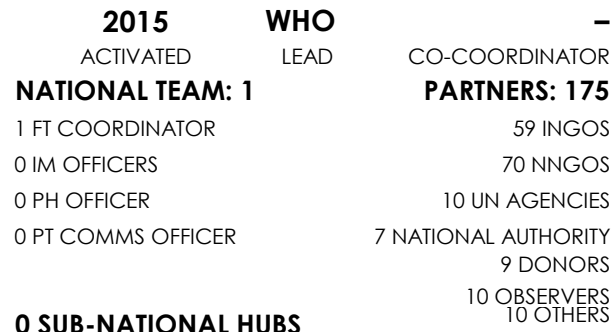 2015 WHO –
ACTIVATED LEAD CO-COORDINATOR
NATIONAL TEAM: 1 PARTNERS: 175
1 FT COORDINATOR 59 INGOS
0 IM OFFICERS 70 NNGOS
0 PH OFFICER 10 UN AGENCIES
0 PT COMMS OFFICER 7 NATIONAL AUTHORITY
9 DONORS
10 OBSERVERS
10 OTHERS
0 SUB-NATIONAL HUBS